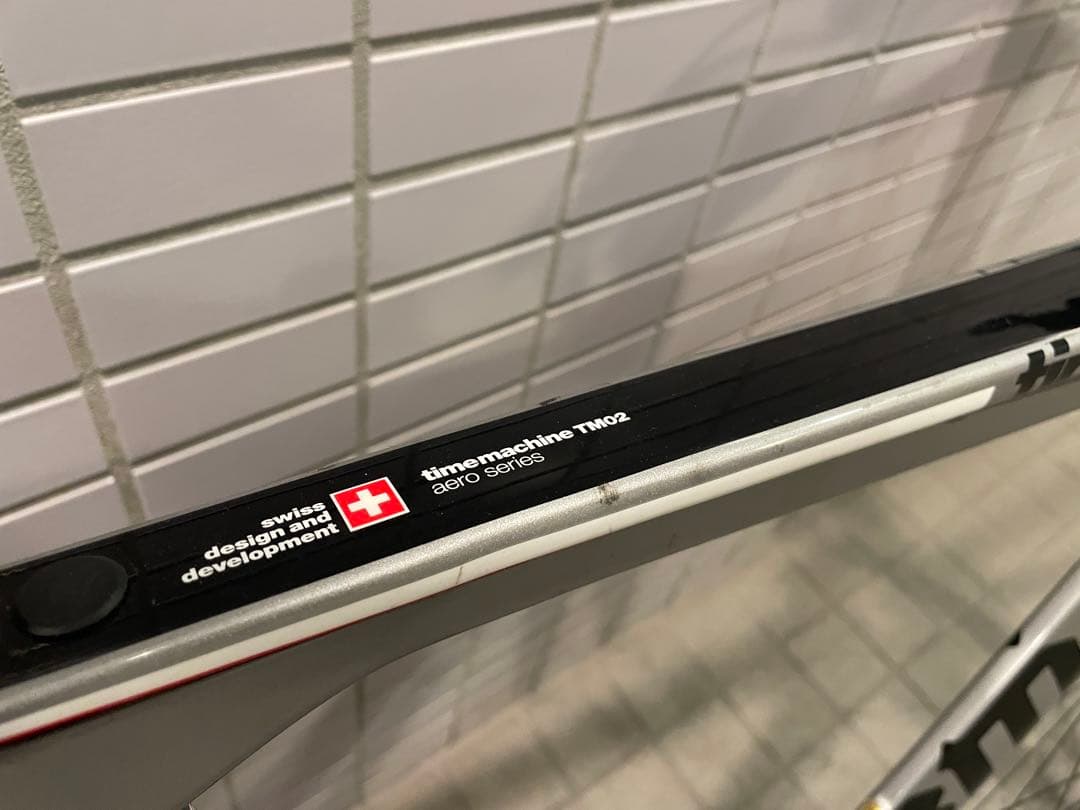 swiss
design and
development
timemachine TM02
aero series